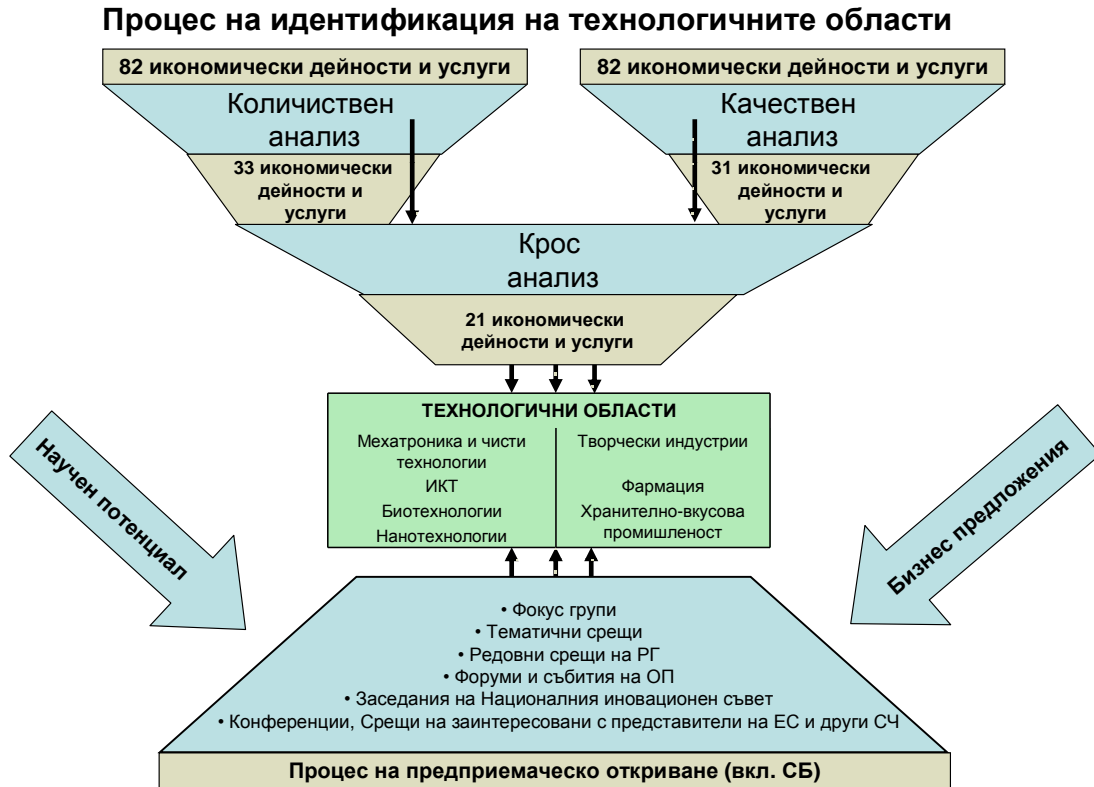 Процес на идентификация на технологичните области
82 икономически дейности и услуги
82 икономически дейности и услуги
Количиствен
анализ
Качествен
анализ
33 икономически
дейности и
услуги
31 икономически
дейности и
услуги
Крос
анализ
21 икономически
дейности и услуги
ТЕХНОЛОГИЧНИ ОБЛАСТИ
Мехатроника и чисти
технологии
ИКТ
Биотехнологии
Нанотехнологии
Творчески индустрии
Фармация
Хранително-вкусова
промишленост
Научен потенциал
Бизнес предложения
• Фокус групи
• Тематични срещи
• Редовни срещи на РГ
• Форуми и събития на ОП
• Заседания на Националния иновационен съвет
• Конференции, Срещи на заинтересовани с представители на ЕС и други СЧ
Процес на предприемаческо откриване (вкл. СБ)